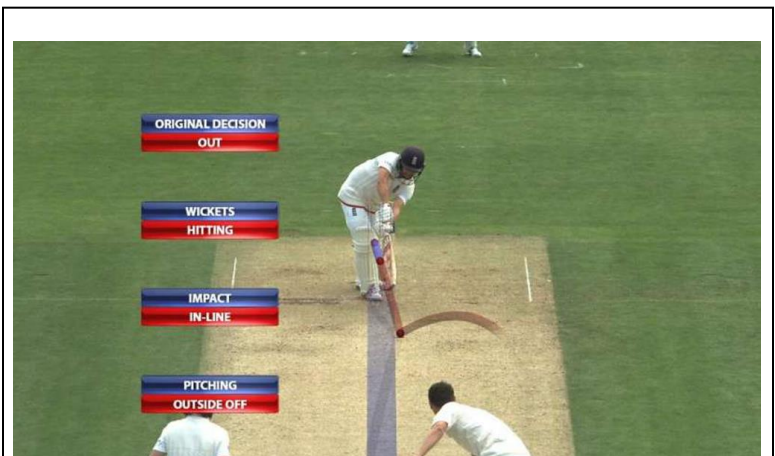 ORIGINAL DECISION
OUT
WICKETS
HITTING
IMPACT
IN-LINE
PITCHING
OUTSIDE OFF